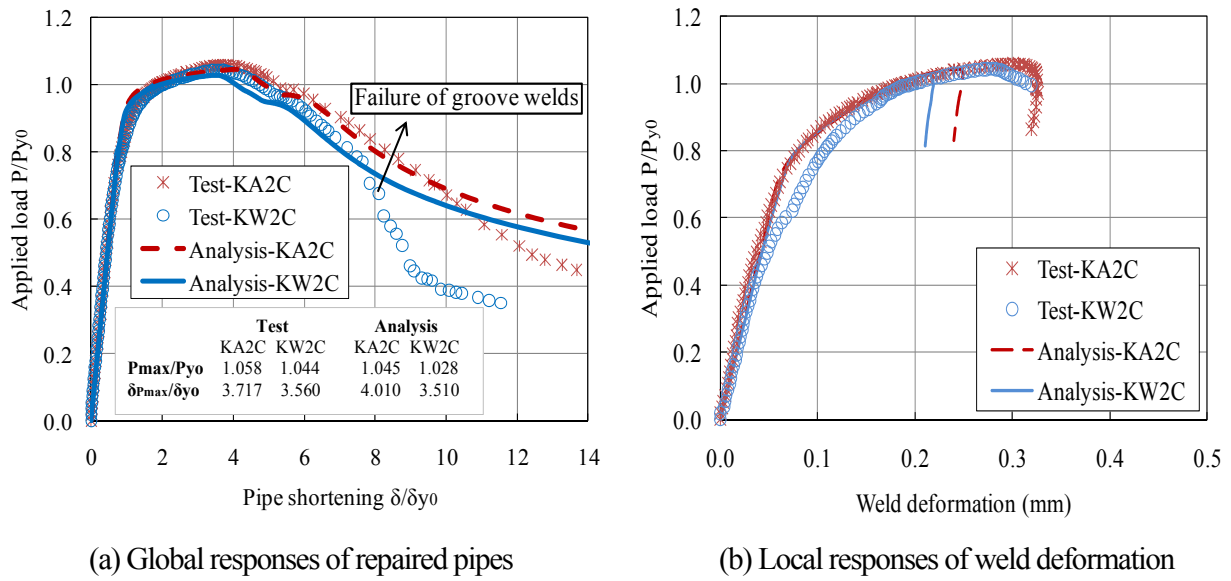 Applied load P/Py0
1.2
1.0
0.8
0.6
0.4
0.2
0.0
Failure of groove welds
Test-KA2C
Test-KW2C
Analysis-KA2C
Analysis-KW2C
Test Analysis
KA2C KW2C KA2C KW2C
Pmax/Pyo 1.058 1.044 1.045 1.028
δPmax/δyo 3.717 3.560 4.010 3.510
0 2 4 6 8 10 12 14
Pipe shortening δ/δy0
(a) Global responses of repaired pipes
Applied load P/Py0
1.2
1.0
0.8
0.6
0.4
0.2
0.0
Test-KA2C
Test-KW2C
Analysis-KA2C
Analysis-KW2C
0.0 0.1 0.2 0.3 0.4 0.5
Weld deformation (mm)
(b) Local responses of weld deformation